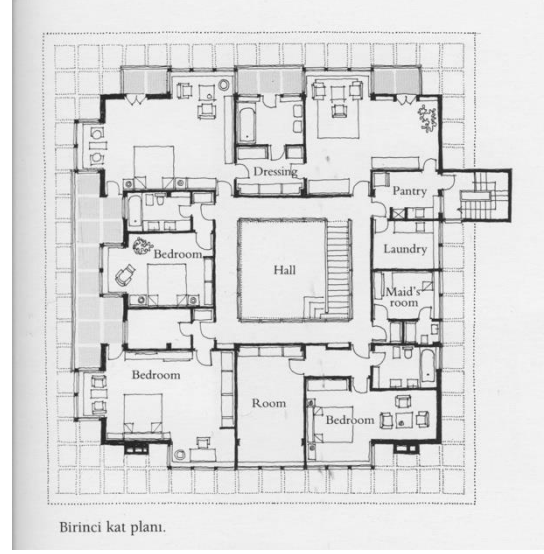 Dressing
Pantry
Bedroom
Hall
Laundry
Maid's
room
Bedroom
Room
Bedroom
Birinci kat planı.